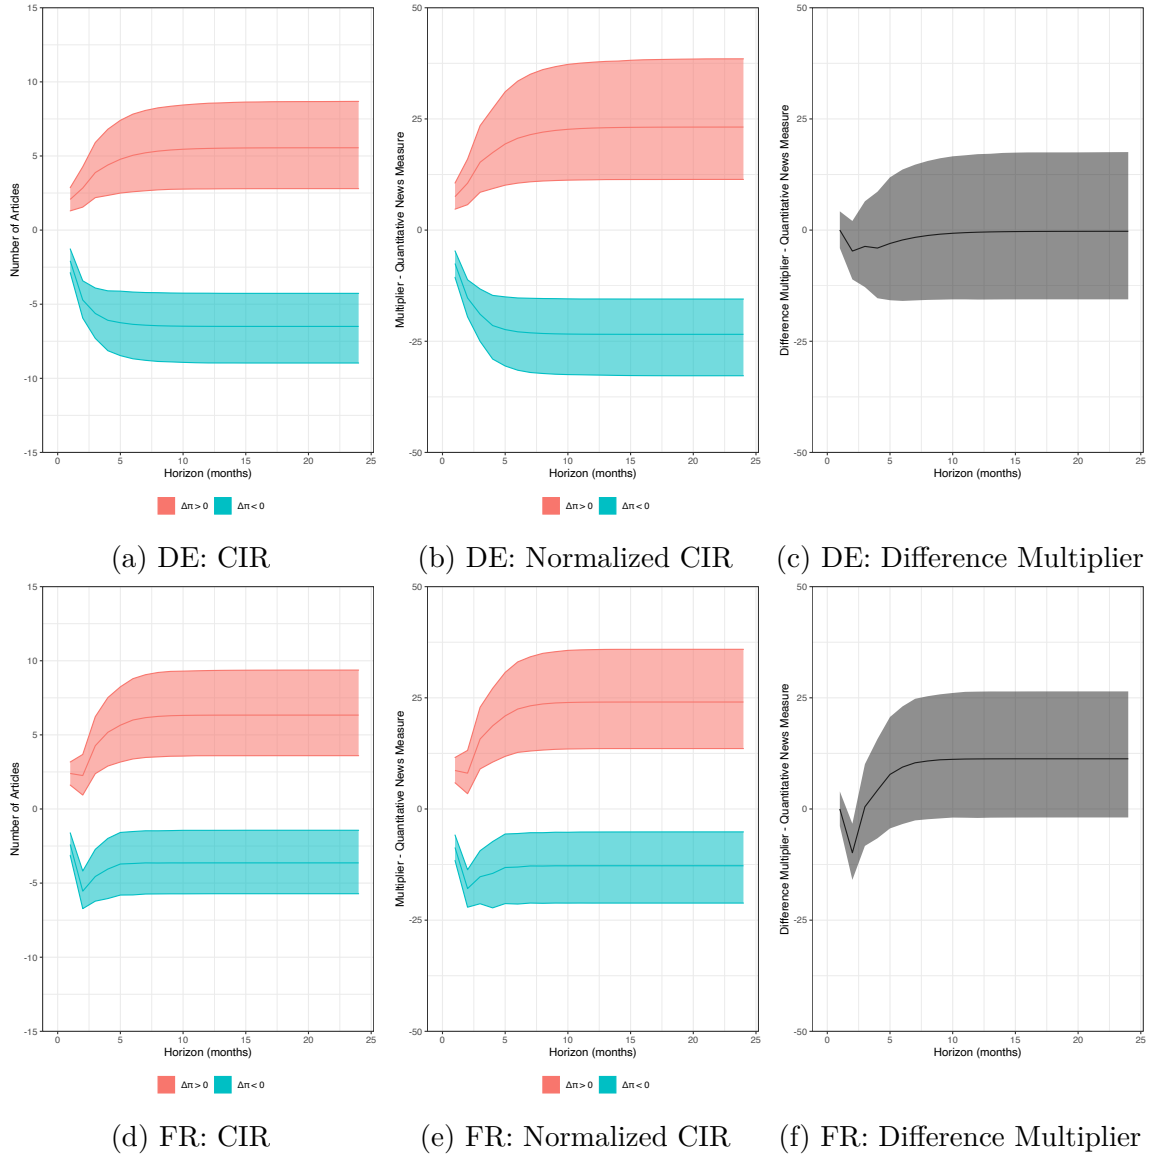 15
10
5
0
-5
-10
-15
Number of Articles
0 5 10 15 20 25
Horizon (months)
Δπ > 0 Δπ < 0
(a) DE: CIR
50
25
0
-25
-50
Multiplier - Quantitative News Measure
0 5 10 15 20 25
Horizon (months)
Δπ > 0 Δπ < 0
(b) DE: Normalized CIR
50
25
0
-25
-50
Difference Multiplier - Quantitative News Measure
0 5 10 15 20 25
Horizon (months)
(c) DE: Difference Multiplier
15
10
5
0
-5
-10
-15
Number of Articles
0 5 10 15 20 25
Horizon (months)
Δπ > 0 Δπ < 0
(d) FR: CIR
50
25
0
-25
-50
Multiplier - Quantitative News Measure
0 5 10 15 20 25
Horizon (months)
Δπ > 0 Δπ < 0
(e) FR: Normalized CIR
50
25
0
-25
-50
Difference Multiplier - Quantitative News Measure
0 5 10 15 20 25
Horizon (months)
(f) FR: Difference Multiplier